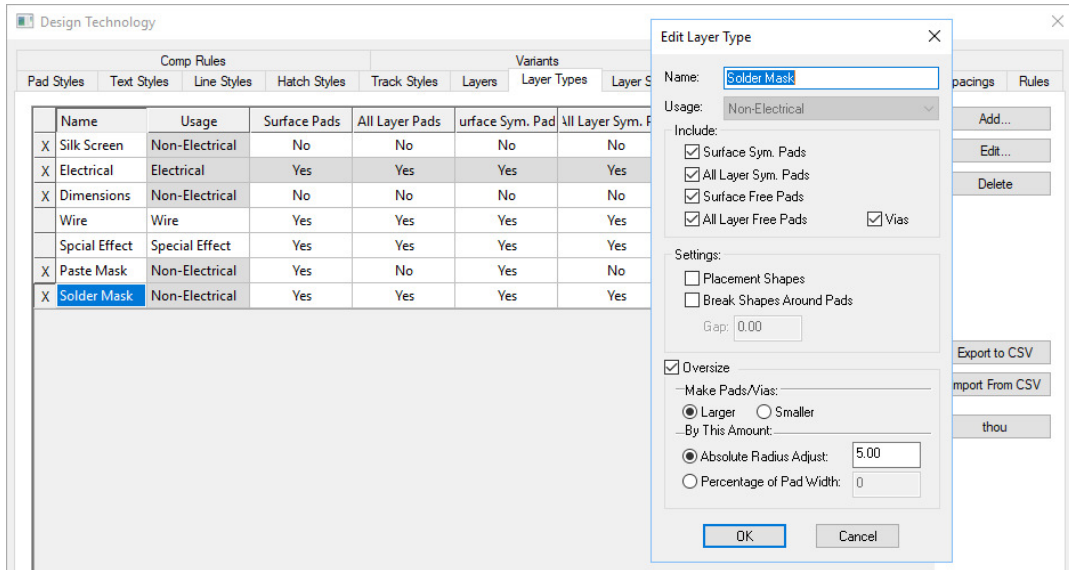 Design Technology
Comp Rules Variants
Pad Styles Text Styles Line Styles Hatch Styles Track Styles Layers Layer Types Layer S pacings Rules
Name Usage Surface Pads All Layer Pads urface Sym. Pad All Layer Sym. P
X Silk Screen Non-Electrical No No No No
X Electrical Electrical Yes Yes Yes Yes
X Dimensions Non-Electrical No No No No
Wire Wire Yes Yes Yes Yes
Spcial Effect Special Effect Yes Yes Yes Yes
X Paste Mask Non-Electrical Yes No Yes No
X Solder Mask Non-Electrical Yes Yes Yes Yes
Add...
Edit...
Delete
Export to CSV
mport From CSV
thou
Edit Layer Type
Name: Solder Mask
Usage: Non-Electrical
Include:
Surface Sym. Pads
All Layer Sym. Pads
Surface Free Pads
All Layer Free Pads Vias
Settings:
Placement Shapes
Break Shapes Around Pads
Gap: 0.00
Oversize
Make Pads/Vias:
Larger Smaller
By This Amount:
Absolute Radius Adjust: 5.00
Percentage of Pad Width: 0
OK Cancel